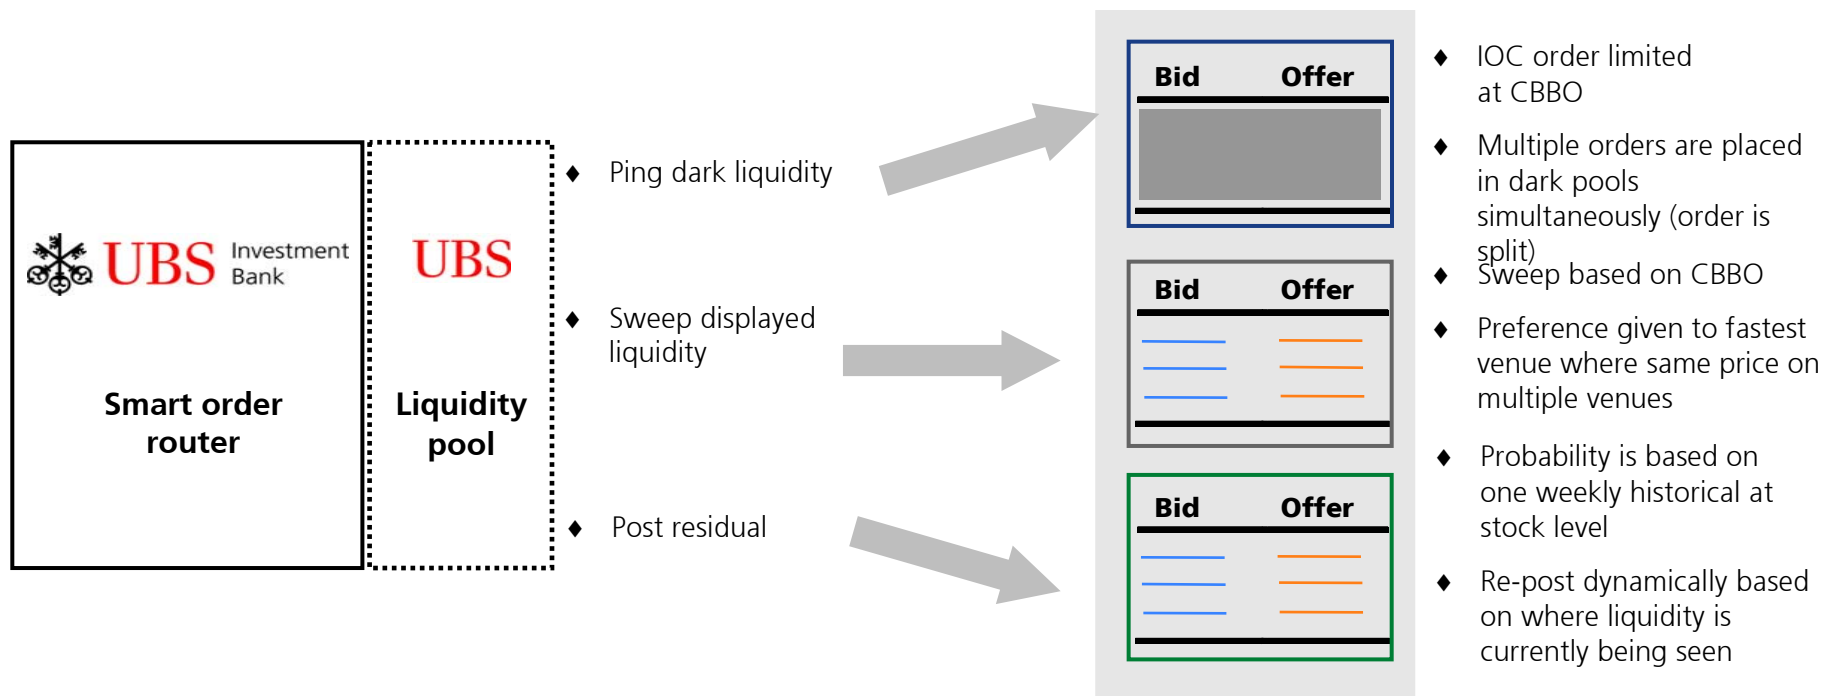 UBS Investment
Bank
Smart order
router
UBS
Liquidity
pool
♦ Ping dark liquidity
♦ Sweep displayed
liquidity
♦ Post residual
Bid Offer
Bid Offer
Bid Offer
♦ IOC order limited
at CBBO
♦ Multiple orders are placed
in dark pools
simultaneously (order is
split)
♦ Sweep based on CBBO
♦ Preference given to fastest
venue where same price on
multiple venues
♦ Probability is based on
one weekly historical at
stock level
♦ Re-post dynamically based
on where liquidity is
currently being seen